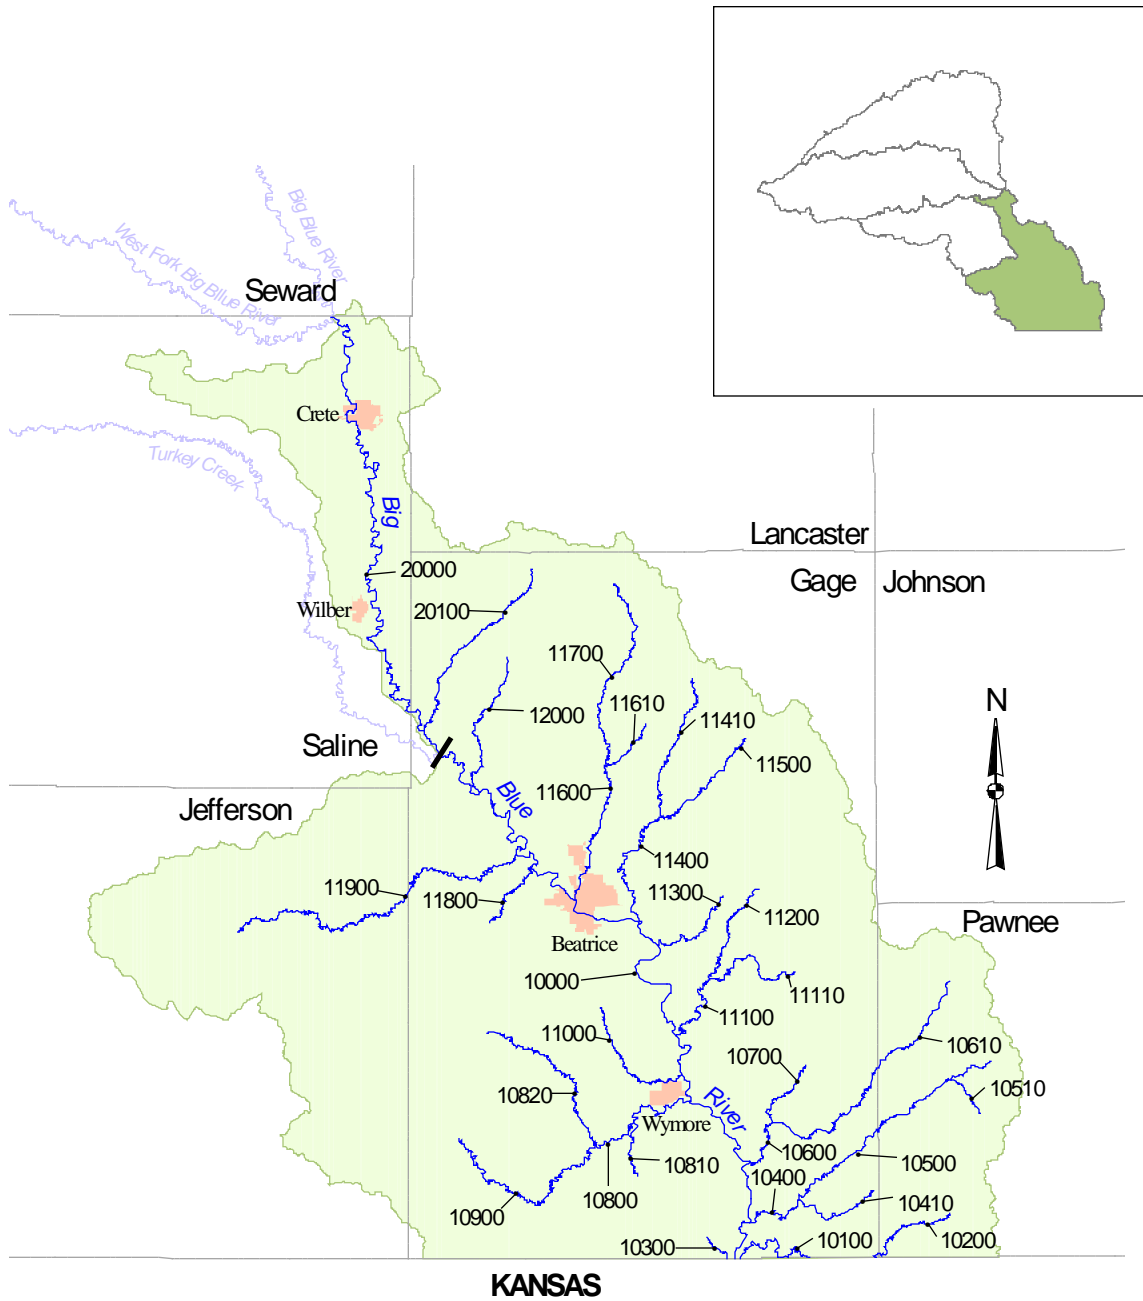 Big Blue River
West Fork Big Bllue River
Seward
Crete
Turkey Creek
Big
Lancaster
20000
Gage
Johnson
Wilber
20100
11700
11610
N
12000
11410
Saline
11500
Blue
11600
Jefferson
11400
11900
11800
11300
11200
Pawnee
Beatrice
10000
11110
11100
11000
10610
10700
10820
10510
River
Wymore
10600
10810
10500
10400
10800
10410
10900
10300
10100
10200
KANSAS